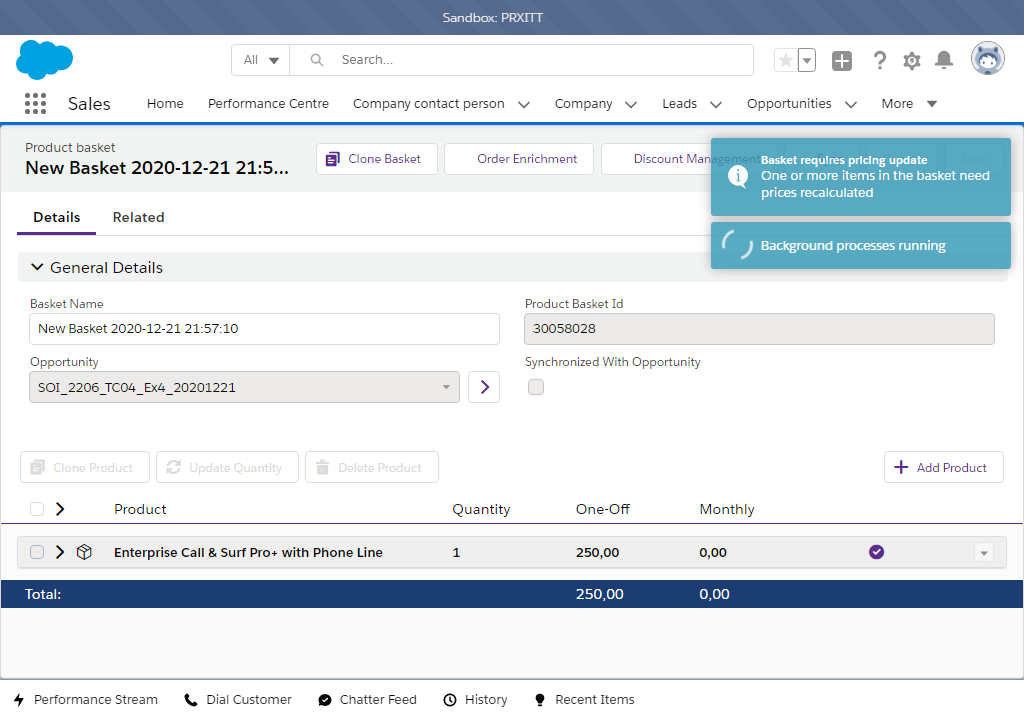 Sandbox: PRXITT
All
Search...
Sales
Home
Performance Centre
Company contact person
Company
Leads
Opportunities
More
Product basket
New Basket 2020-12-21 21:5...
Clone Basket
Order Enrichment
Discount Management
Basket requires pricing update
One or more items in the basket need
prices recalculated
Background processes running
Details
Related
General Details
Basket Name
Product Basket Id
New Basket 2020-12-21 21:57:10
30058028
Opportunity
Synchronized With Opportunity
SOI_2206_TC04_Ex4_20201221
Clone Product
Update Quantity
Delete Product
Add Product
Product
Quantity
One-Off
Monthly
Enterprise Call & Surf Pro+ with Phone Line
1
250,00
0,00
Total:
250,00
0,00
Performance Stream
Dial Customer
Chatter Feed
History
Recent Items